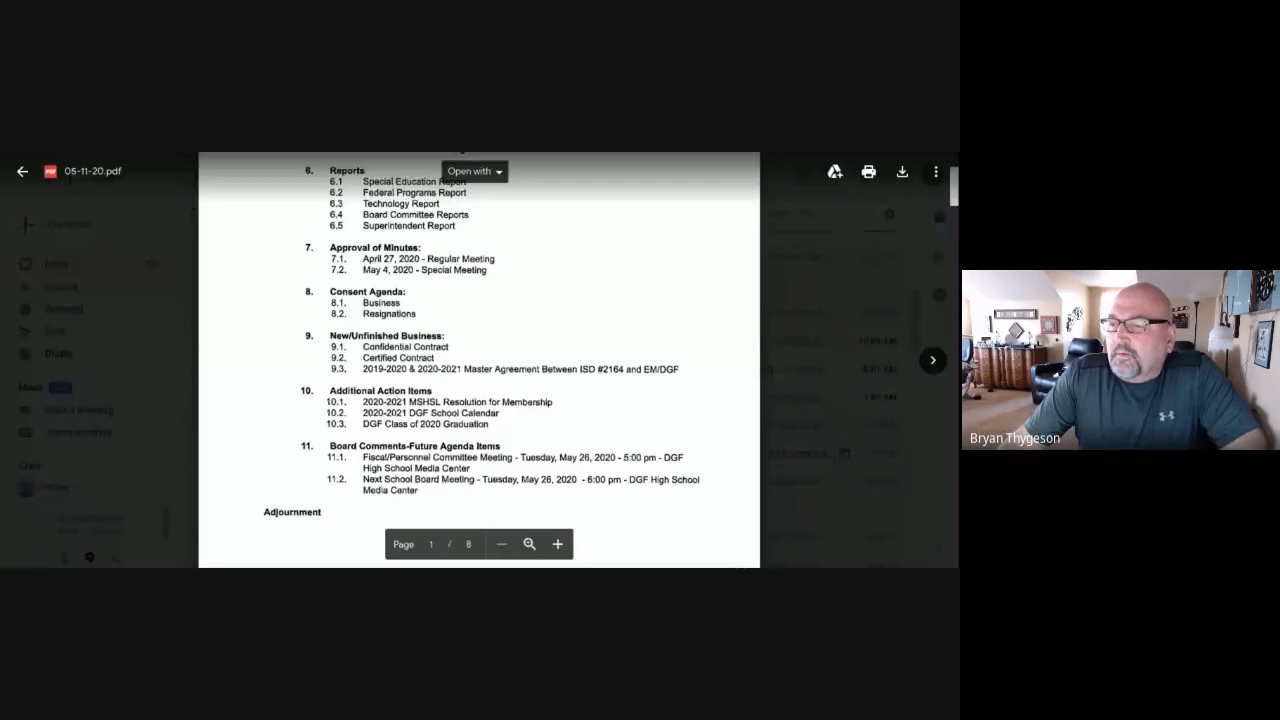 05-11-20.pdf
Open with
6. Reports
6.1 Special Education Report
6.2 Federal Programs Report
6.3 Technology Report
6.4 Board Committee Reports
6.5 Superintendent Report
7. Approval of Minutes:
7.1. April 27, 2020 - Regular Meeting
7.2. May 4, 2020 - Special Meeting
8. Consent Agenda:
8.1. Business
8.2. Resignations
9. New/Unfinished Business:
9.1. Confidential Contract
9.2. Certified Contract
9.3. 2019-2020 & 2020-2021 Master Agreement Between ISD #2164 and EM/DGF
10. Additional Action Items
10.1. 2020-2021 MSHSL Resolution for Membership
10.2. 2020-2021 DGF School Calendar
10.3. DGF Class of 2020 Graduation
11. Board Comments-Future Agenda Items
11.1. Fiscal/Personnel Committee Meeting - Tuesday, May 26, 2020 - 5:00 pm - DGF
High School Media Center
11.2. Next School Board Meeting - Tuesday, May 26, 2020 - 6:00 pm - DGF High School
Media Center
Adjournment
Page 1 / 8
Drafts
Bryan Thygeson